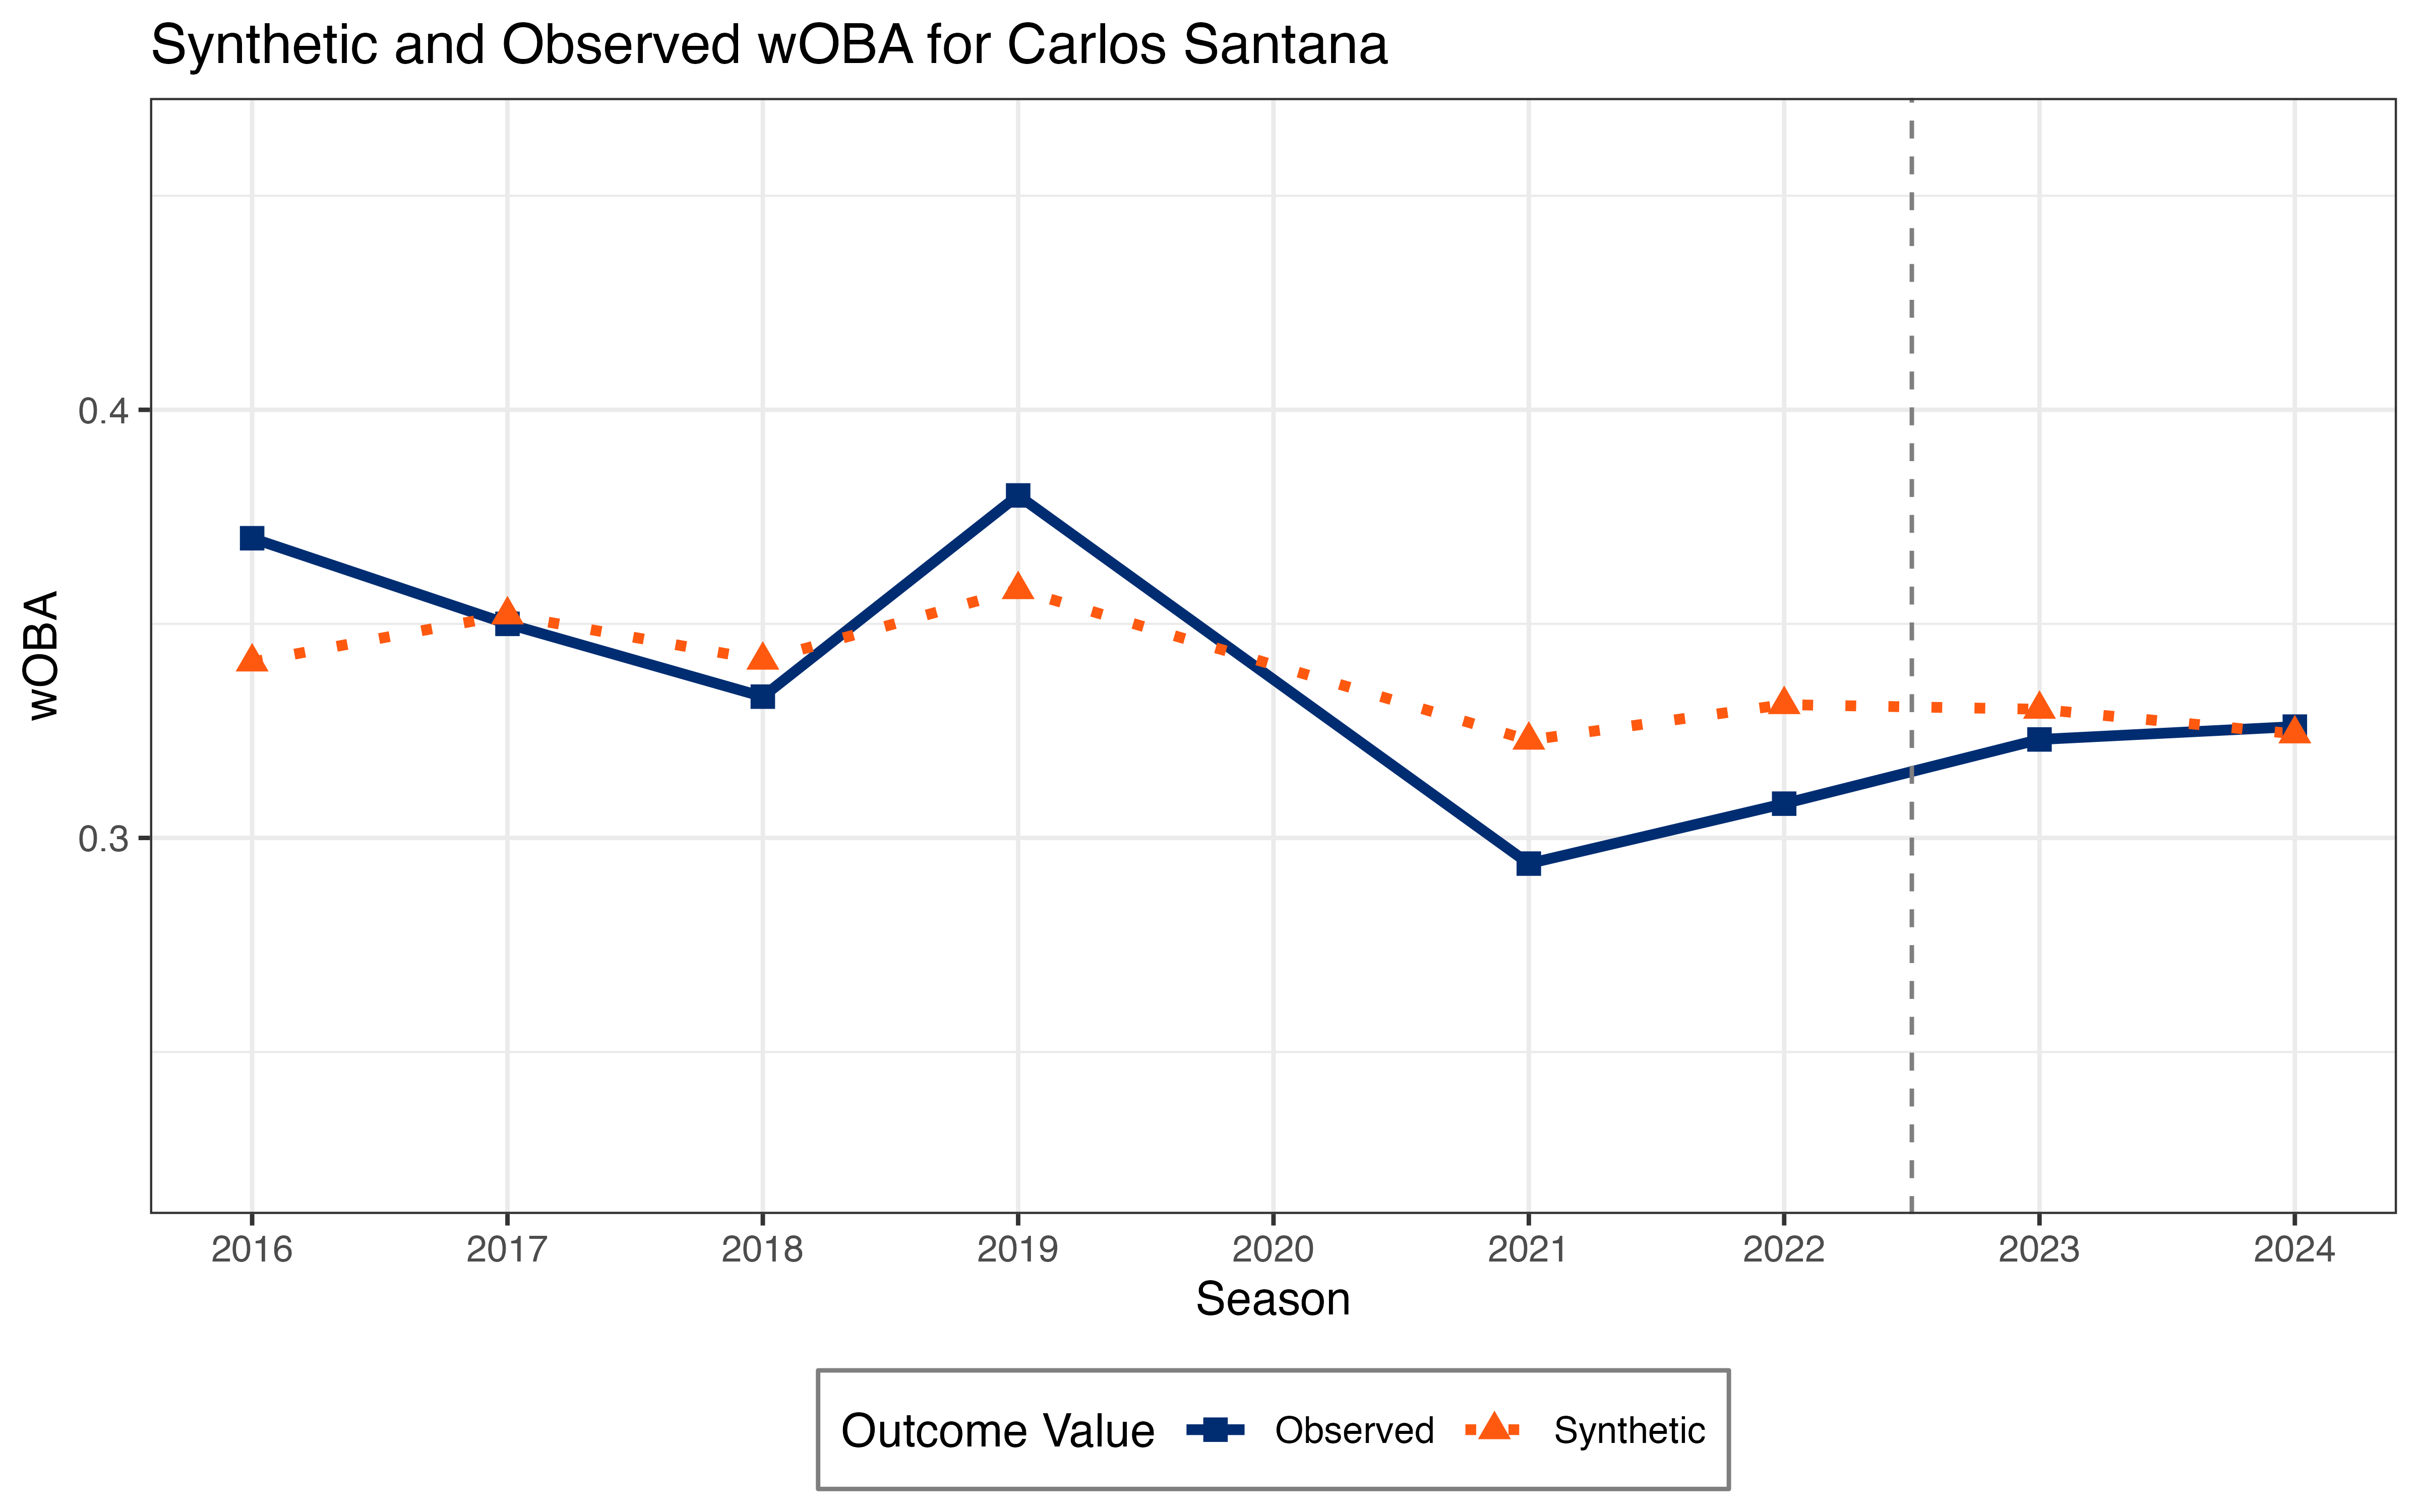 Synthetic and Observed wOBA for Carlos Santana
wOBA
0.4
0.3
2016 2017 2018 2019 2020 2021 2022 2023 2024
Season
Outcome Value Observed Synthetic